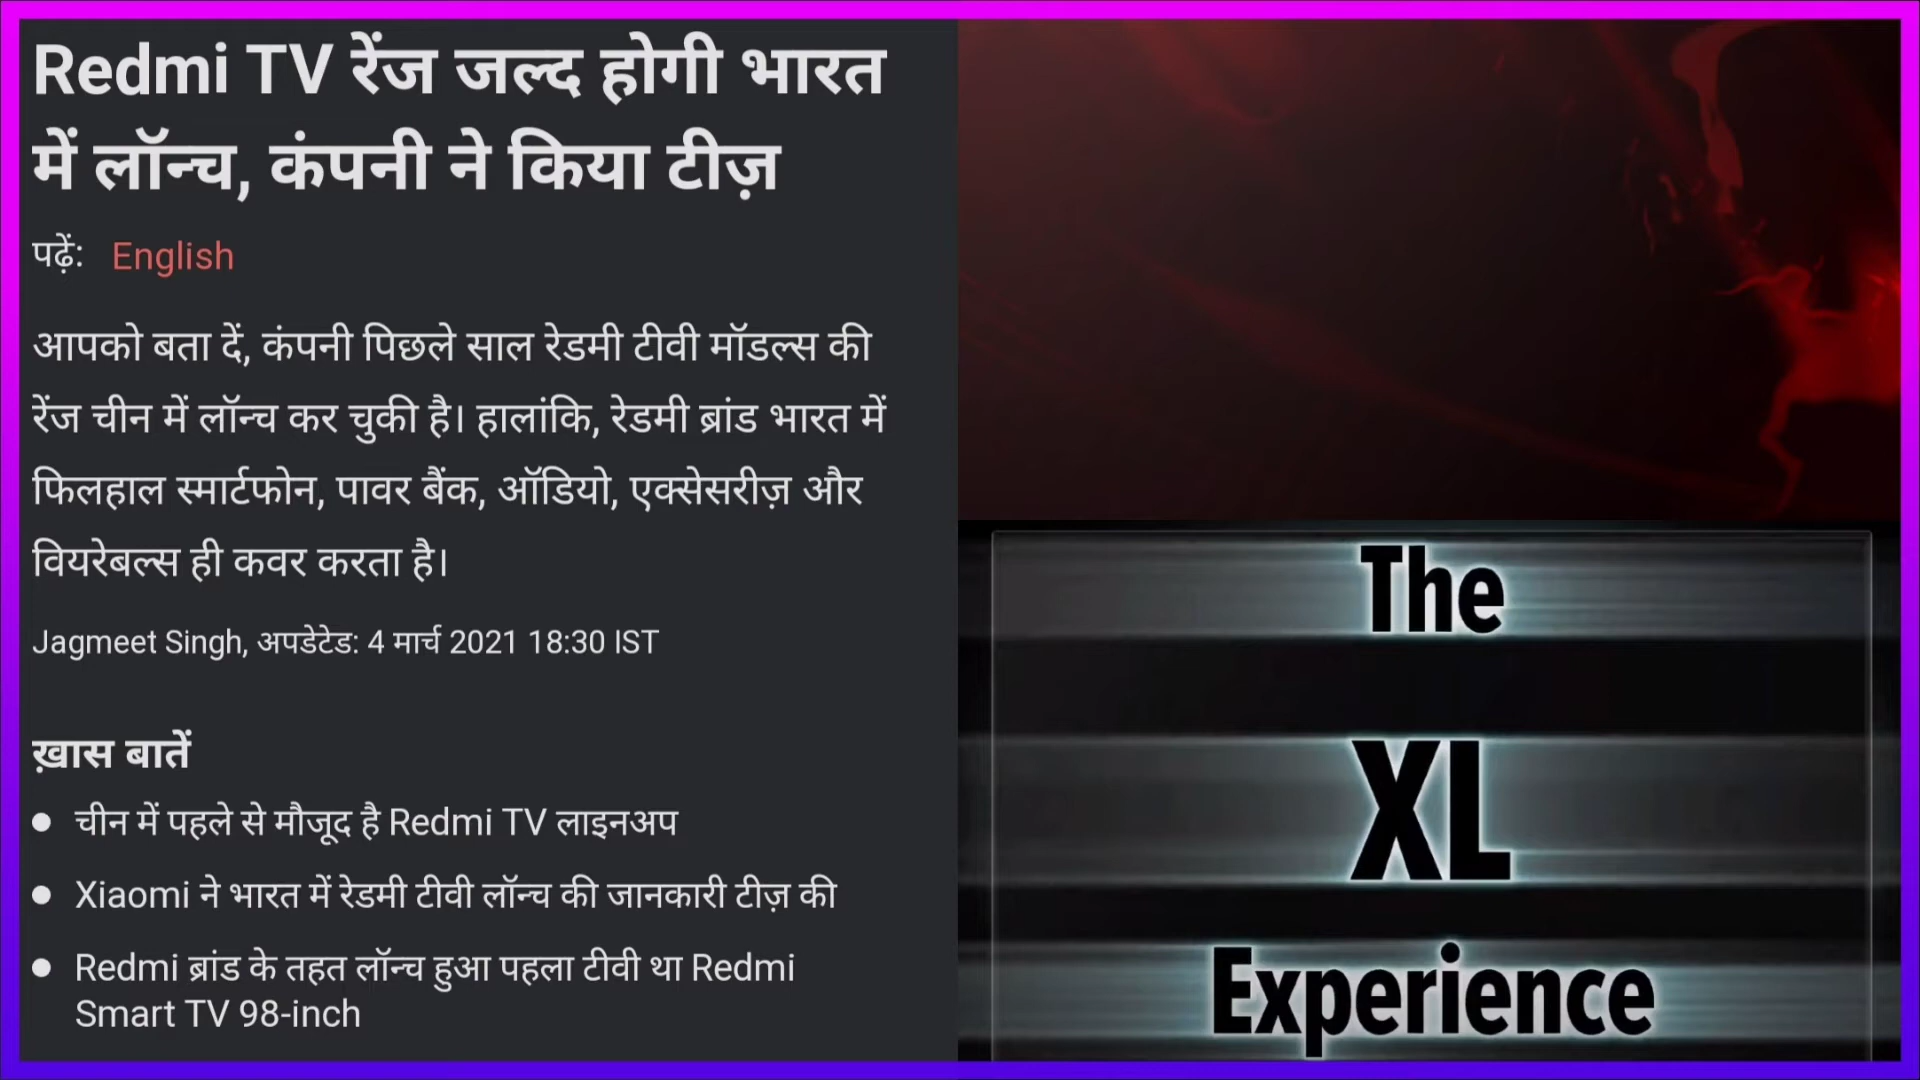 Redmi TV रेंज जल्द होगी भारत
में लॉन्च, कंपनी ने किया टीज़
पढ़ें: English
आपको बता दें, कंपनी पिछले साल रेडमी टीवी मॉडल्स की
रेंज चीन में लॉन्च कर चुकी है। हालांकि, रेडमी ब्रांड भारत में
फिलहाल स्मार्टफोन, पावर बैंक, ऑडियो, एक्सेसरीज़ और
वियरेबल्स ही कवर करता है।
Jagmeet Singh, अपडेटेड: 4 मार्च 2021 18:30 IST
ख़ास बातें
● चीन में पहले से मौजूद है Redmi TV लाइनअप
● Xiaomi ने भारत में रेडमी टीवी लॉन्च की जानकारी टीज़ की
● Redmi ब्रांड के तहत लॉन्च हुआ पहला टीवी था Redmi
Smart TV 98-inch
The
XL
Experience